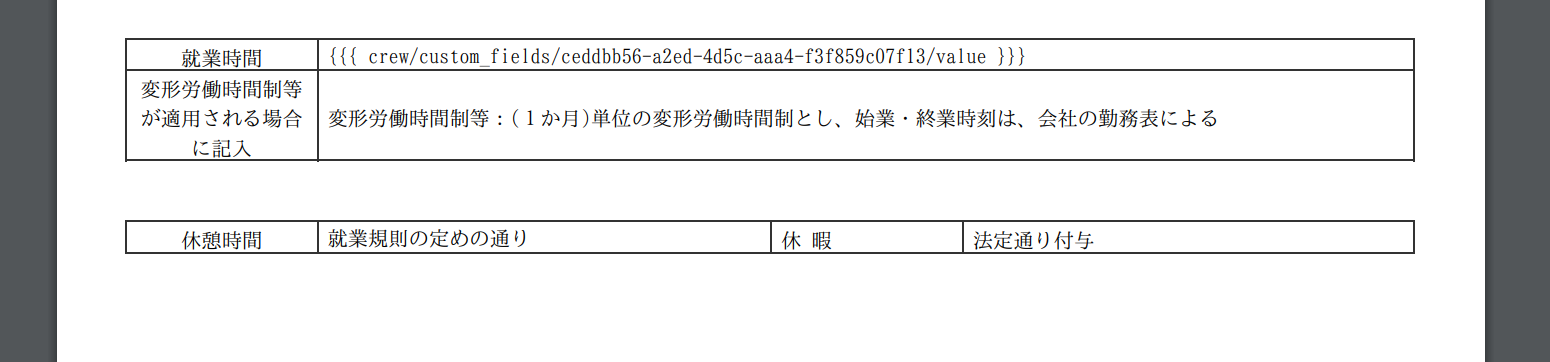 就業時間 {{{ crew/custom_fields/ceddbb56-a2ed-4d5c-aaa4-f3f859c07f13/value }}}
変形労働時間制等
が適用される場合
に記入
変形労働時間制等：(１か月)単位の変形労働時間制とし、始業・終業時刻は、会社の勤務表による
休憩時間 就業規則の定めの通り 休 暇 法定通り付与